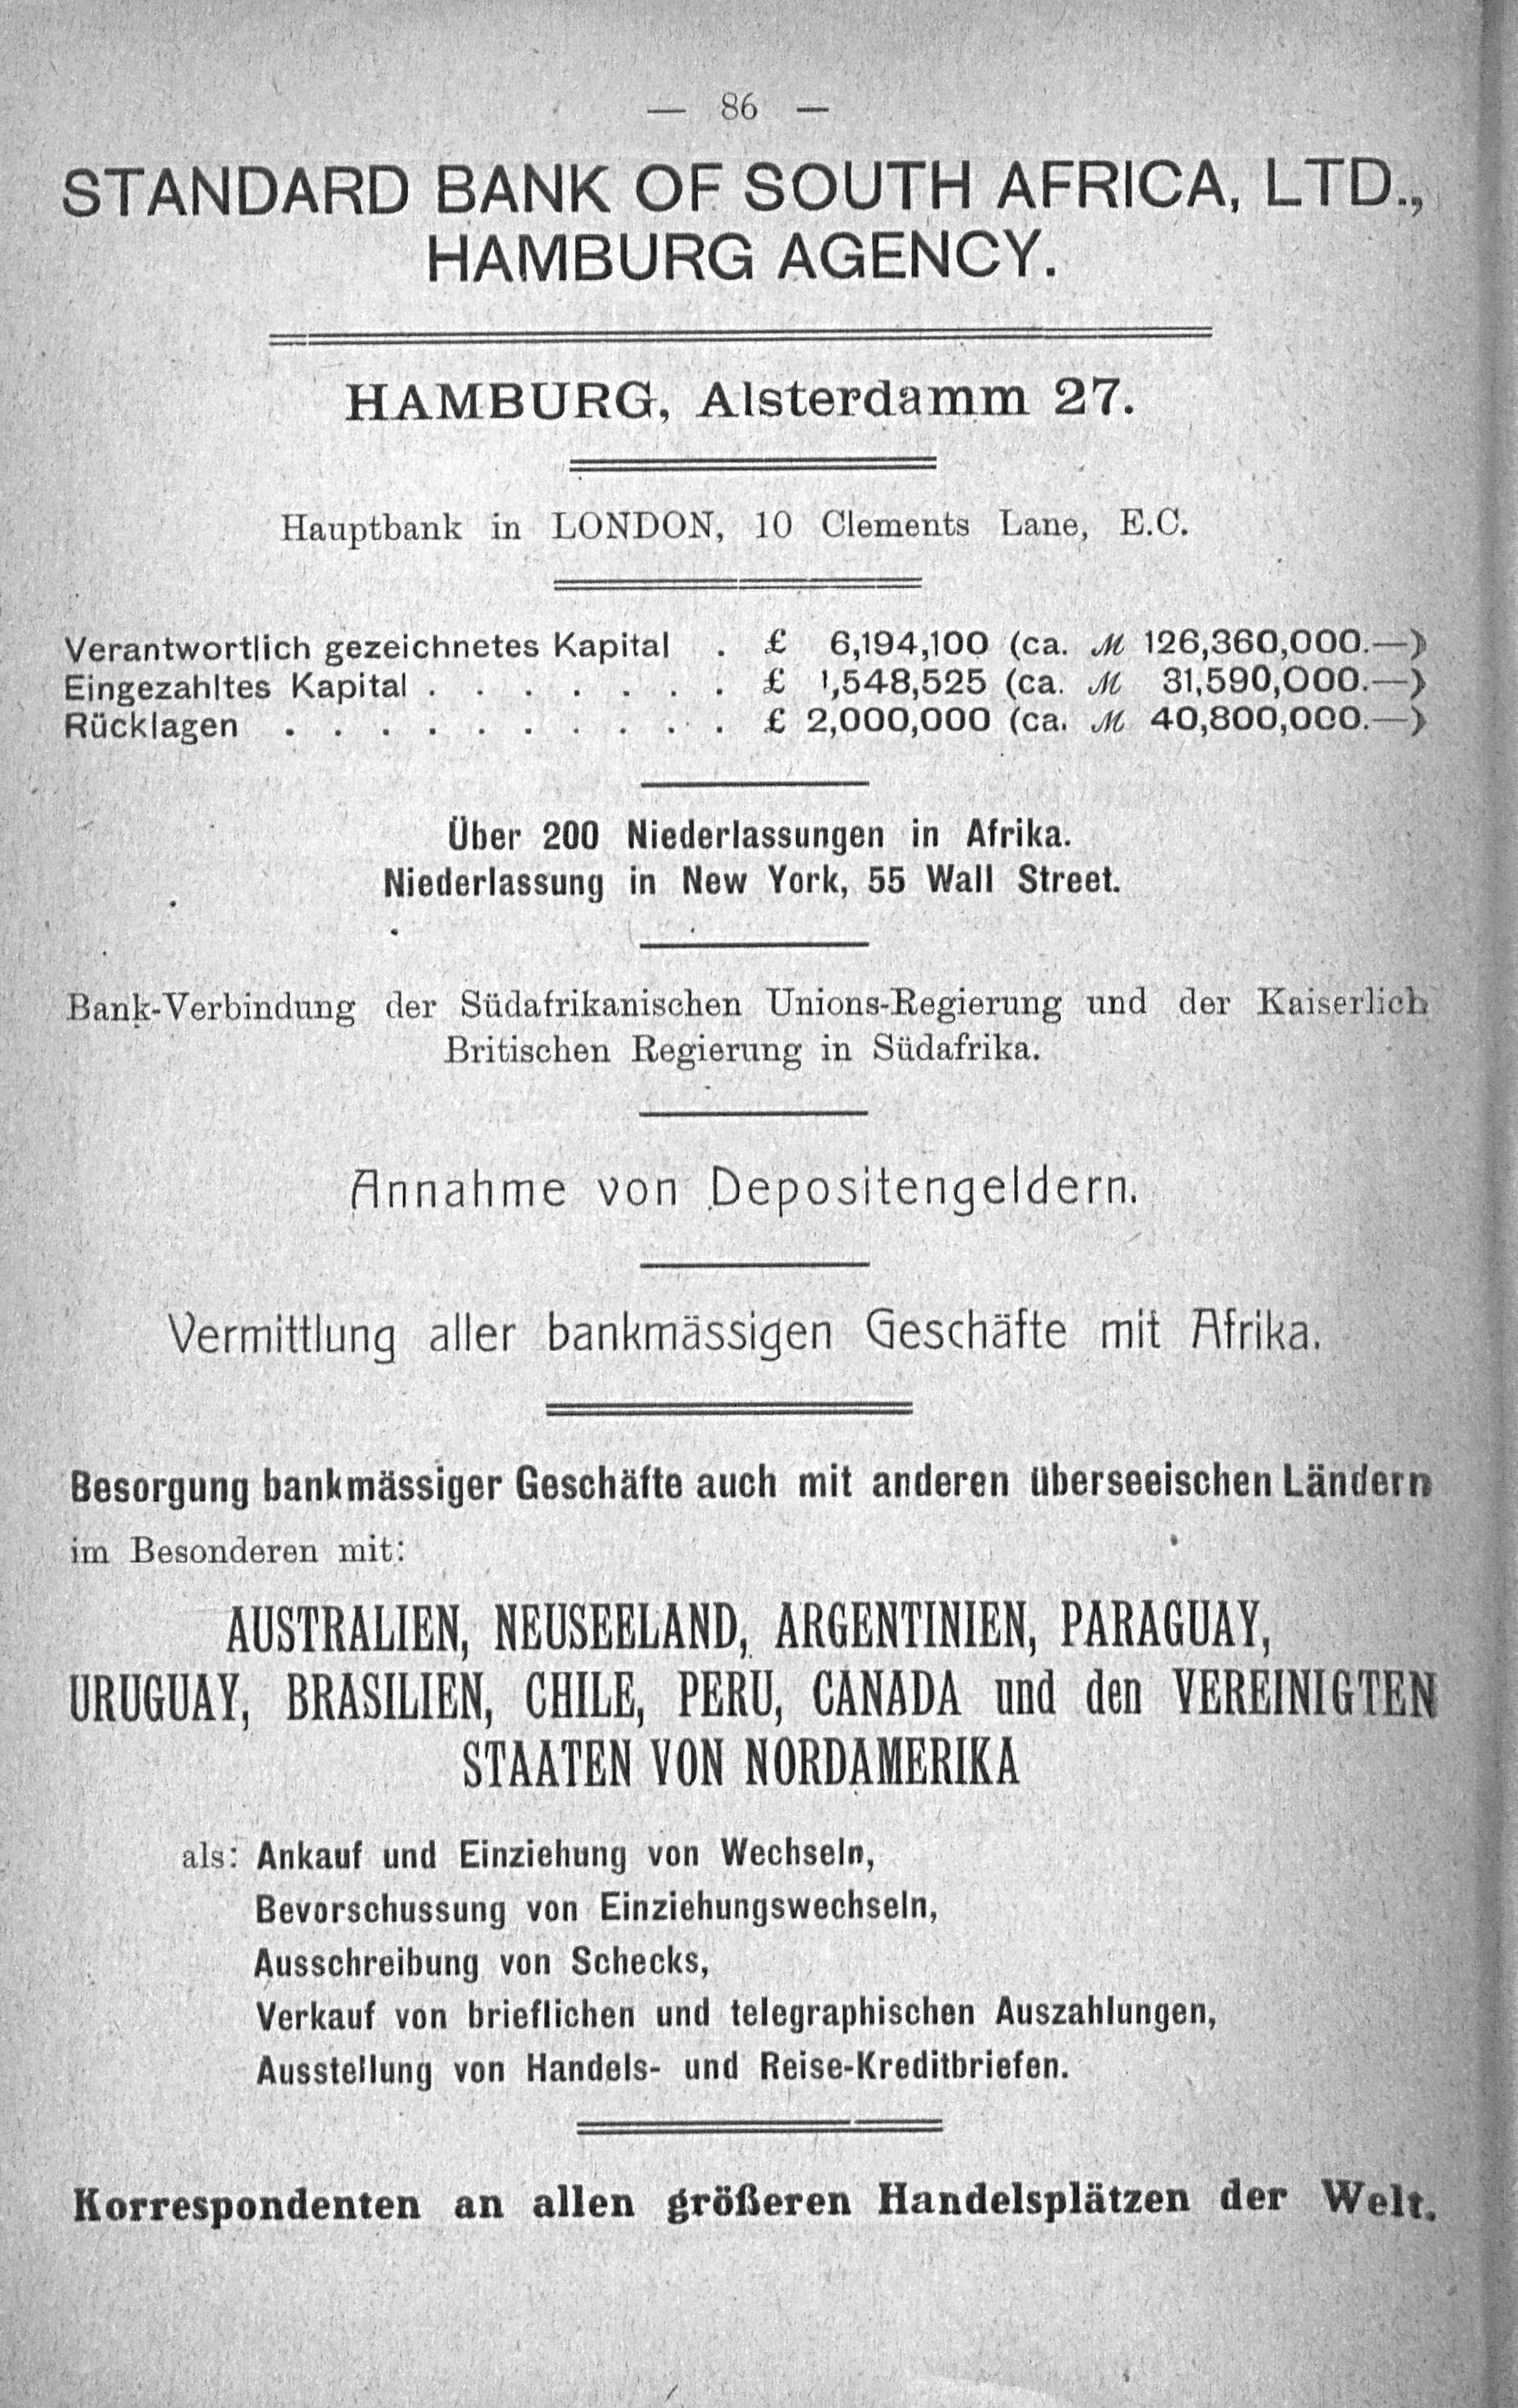 — 86 —
STANDARD BANK OF SOUTH AFRICA, LTD.,
HAMBURG AGENCY.
HAMBURG, Alsterdamm 27.
Hauptbank in LONDON, 10 Clements Lane, E.C.
Verantwortlich gezeichnetes Kapital . £ 6,194,100 (ca. ℳ 126,360,000.—)
Eingezahltes Kapital . . . . . . . £ 1,548,525 (ca. ℳ 31,590,000.—)
Rücklagen . . . . . . . . . . £ 2,000,000 (ca. ℳ 40,800,000.—)
Über 200 Niederlassungen in Afrika.
Niederlassung in New York, 55 Wall Street.
Bank-Verbindung der Südafrikanischen Unions-Regierung und der Kaiserlich
Britischen Regierung in Südafrika.
Annahme von Depositengeldern.
Vermittlung aller bankmässigen Geschäfte mit Afrika.
Besorgung bankmässiger Geschäfte auch mit anderen überseeischen Ländern
im Besonderen mit:
AUSTRALIEN, NEUSEELAND, ARGENTINIEN, PARAGUAY,
URUGUAY, BRASILIEN, CHILE, PERU, CANADA und den VEREINIGTEN
STAATEN VON NORDAMERIKA
als: Ankauf und Einziehung von Wechseln,
Bevorschussung von Einziehungswechseln,
Ausschreibung von Schecks,
Verkauf von brieflichen und telegraphischen Auszahlungen,
Ausstellung von Handels- und Reise-Kreditbriefen.
Korrespondenten an allen größeren Handelsplätzen der Welt.